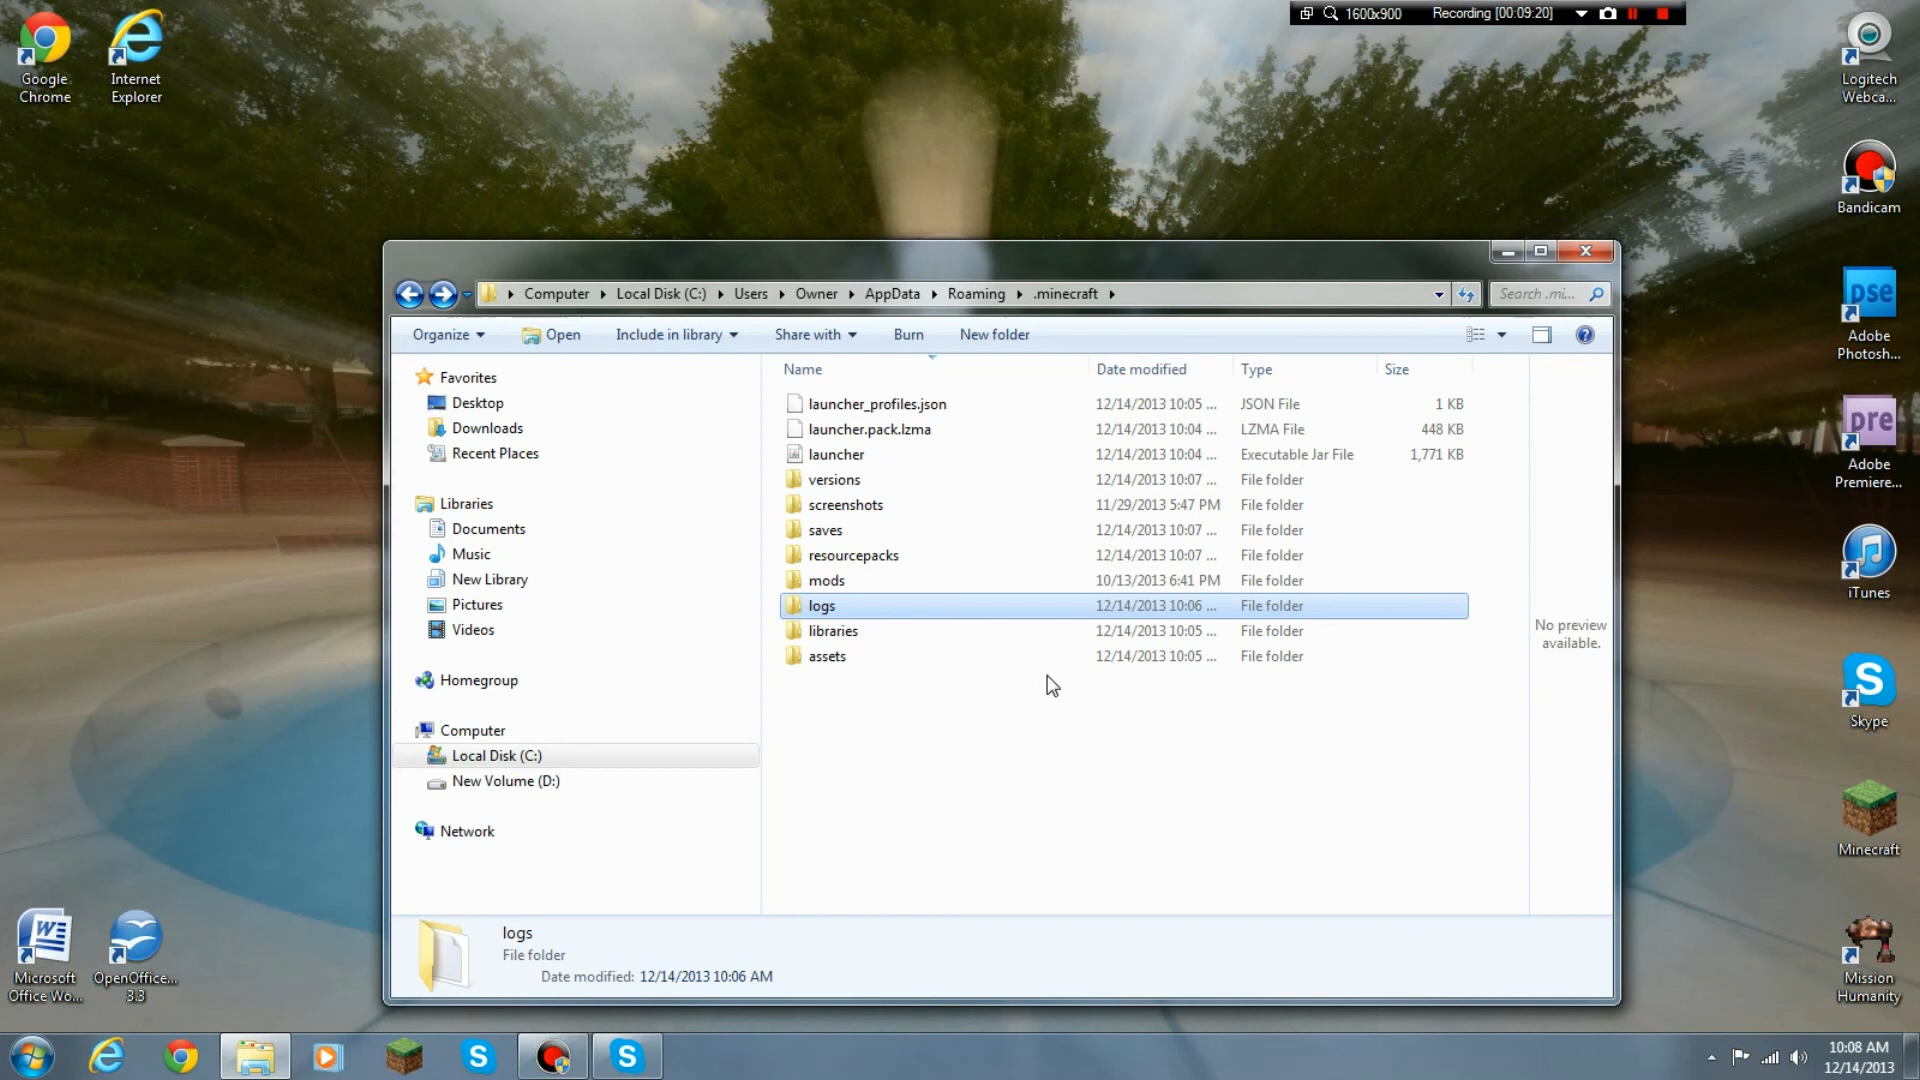 1600x900 Recording [00:09:20]
Google
Chrome
Internet
Explorer
Logitech
Webca...
Bandicam
pse
Adobe
Photosh...
pre
Adobe
Premiere...
iTunes
Skype
Minecraft
Mission
Humanity
Microsoft
Office Wo...
OpenOffice...
3.3
Computer Local Disk (C:) Users Owner AppData Roaming .minecraft
Search .mi...
Organize Open Include in library Share with Burn New folder
Favorites
Desktop
Downloads
Recent Places
Libraries
Documents
Music
New Library
Pictures
Videos
Homegroup
Computer
Local Disk (C:)
New Volume (D:)
Network
Name Date modified Type Size
launcher_profiles.json 12/14/2013 10:05 ... JSON File 1 KB
launcher.pack.lzma 12/14/2013 10:04 ... LZMA File 448 KB
launcher 12/14/2013 10:04 ... Executable Jar File 1,771 KB
versions 12/14/2013 10:07 ... File folder
screenshots 11/29/2013 5:47 PM File folder
saves 12/14/2013 10:07 ... File folder
resourcepacks 12/14/2013 10:07 ... File folder
mods 10/13/2013 6:41 PM File folder
logs 12/14/2013 10:06 ... File folder
libraries 12/14/2013 10:05 ... File folder
assets 12/14/2013 10:05 ... File folder
No preview
available.
logs
File folder
Date modified: 12/14/2013 10:06 AM
10:08 AM
12/14/2013